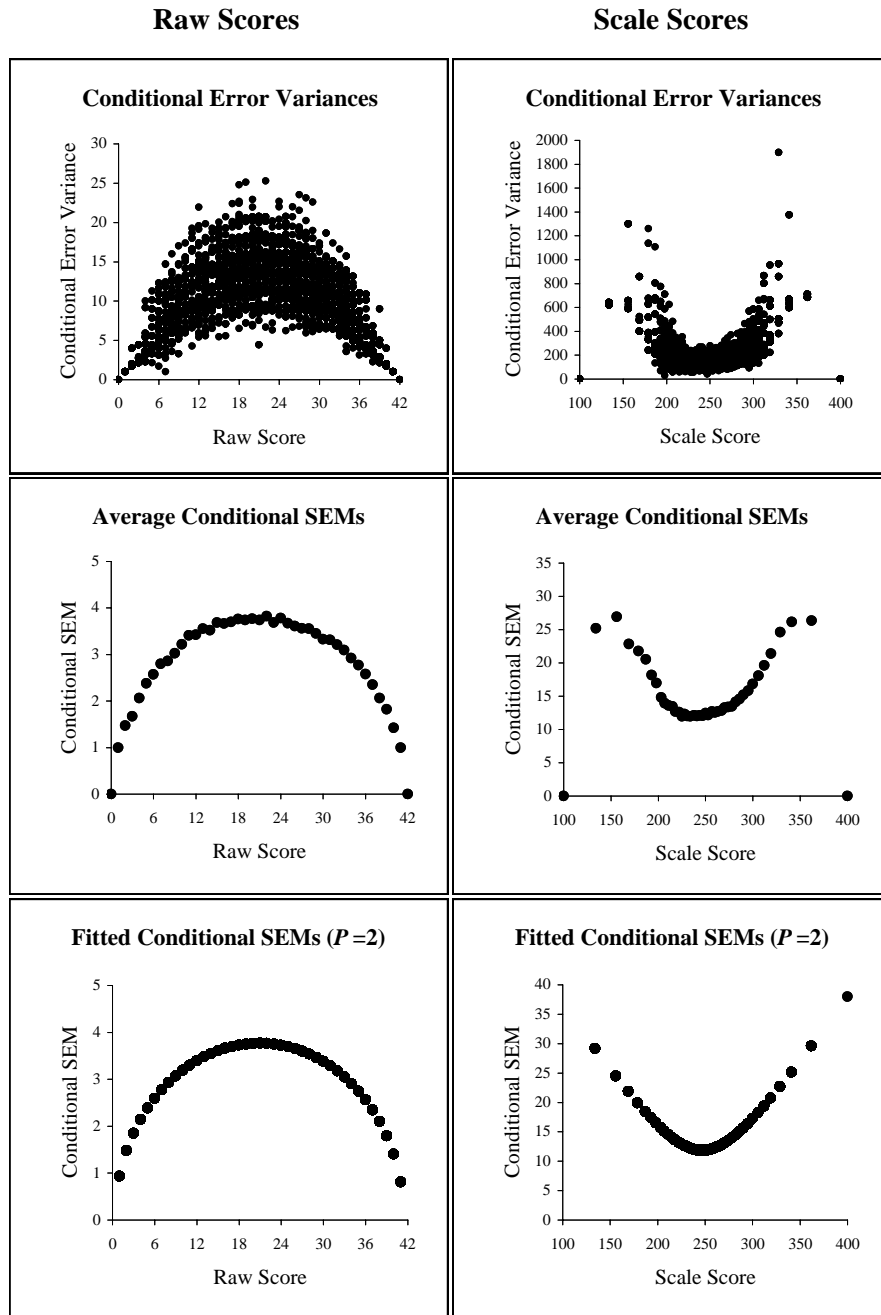 Raw Scores
Scale Scores
Conditional Error Variances
Conditional Error Variance
30
25
20
15
10
5
0
0 6 12 18 24 30 36 42
Raw Score
Conditional Error Variances
Conditional Error Variance
2000
1800
1600
1400
1200
1000
800
600
400
200
0
100 150 200 250 300 350 400
Scale Score
Average Conditional SEMs
Conditional SEM
5
4
3
2
1
0
0 6 12 18 24 30 36 42
Raw Score
Average Conditional SEMs
Conditional SEM
35
30
25
20
15
10
5
0
100 150 200 250 300 350 400
Scale Score
Fitted Conditional SEMs (P =2)
Conditional SEM
5
4
3
2
1
0
0 6 12 18 24 30 36 42
Raw Score
Fitted Conditional SEMs (P =2)
Conditional SEM
40
35
30
25
20
15
10
5
0
100 150 200 250 300 350 400
Scale Score